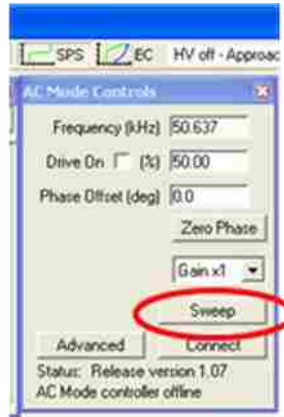 SPS EC HV off - Approac
AC Mode Controls
Frequency (kHz) 50.637
Drive On (%) 50.00
Phase Offset (deg) 0.0
Zero Phase
Gain x1
Sweep
Advanced Connect
Status: Release version 1.07
AC Mode controller
offline